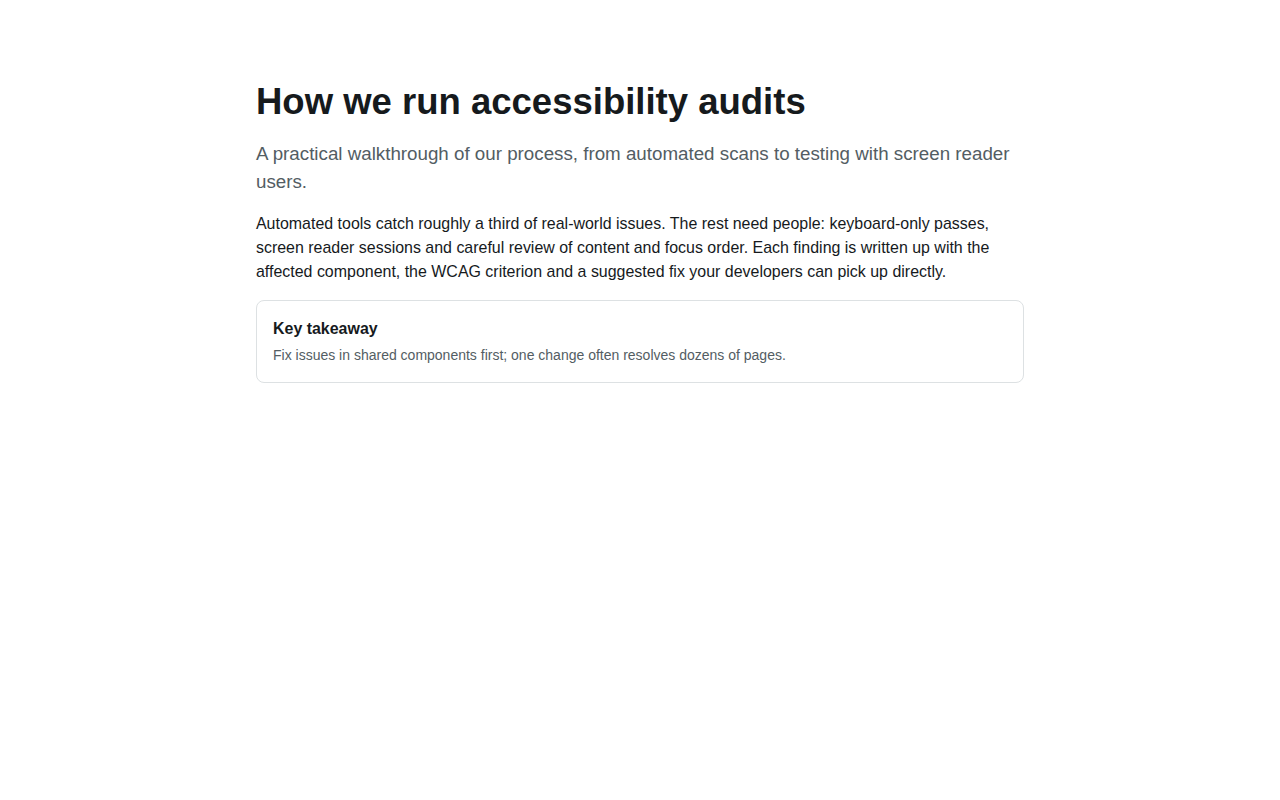 How we run accessibility audits
A practical walkthrough of our process, from automated scans to testing with screen reader
users.
Automated tools catch roughly a third of real-world issues. The rest need people: keyboard-only passes,
screen reader sessions and careful review of content and focus order. Each finding is written up with the
affected component, the WCAG criterion and a suggested fix your developers can pick up directly.
Key takeaway
Fix issues in shared components first; one change often resolves dozens of pages.